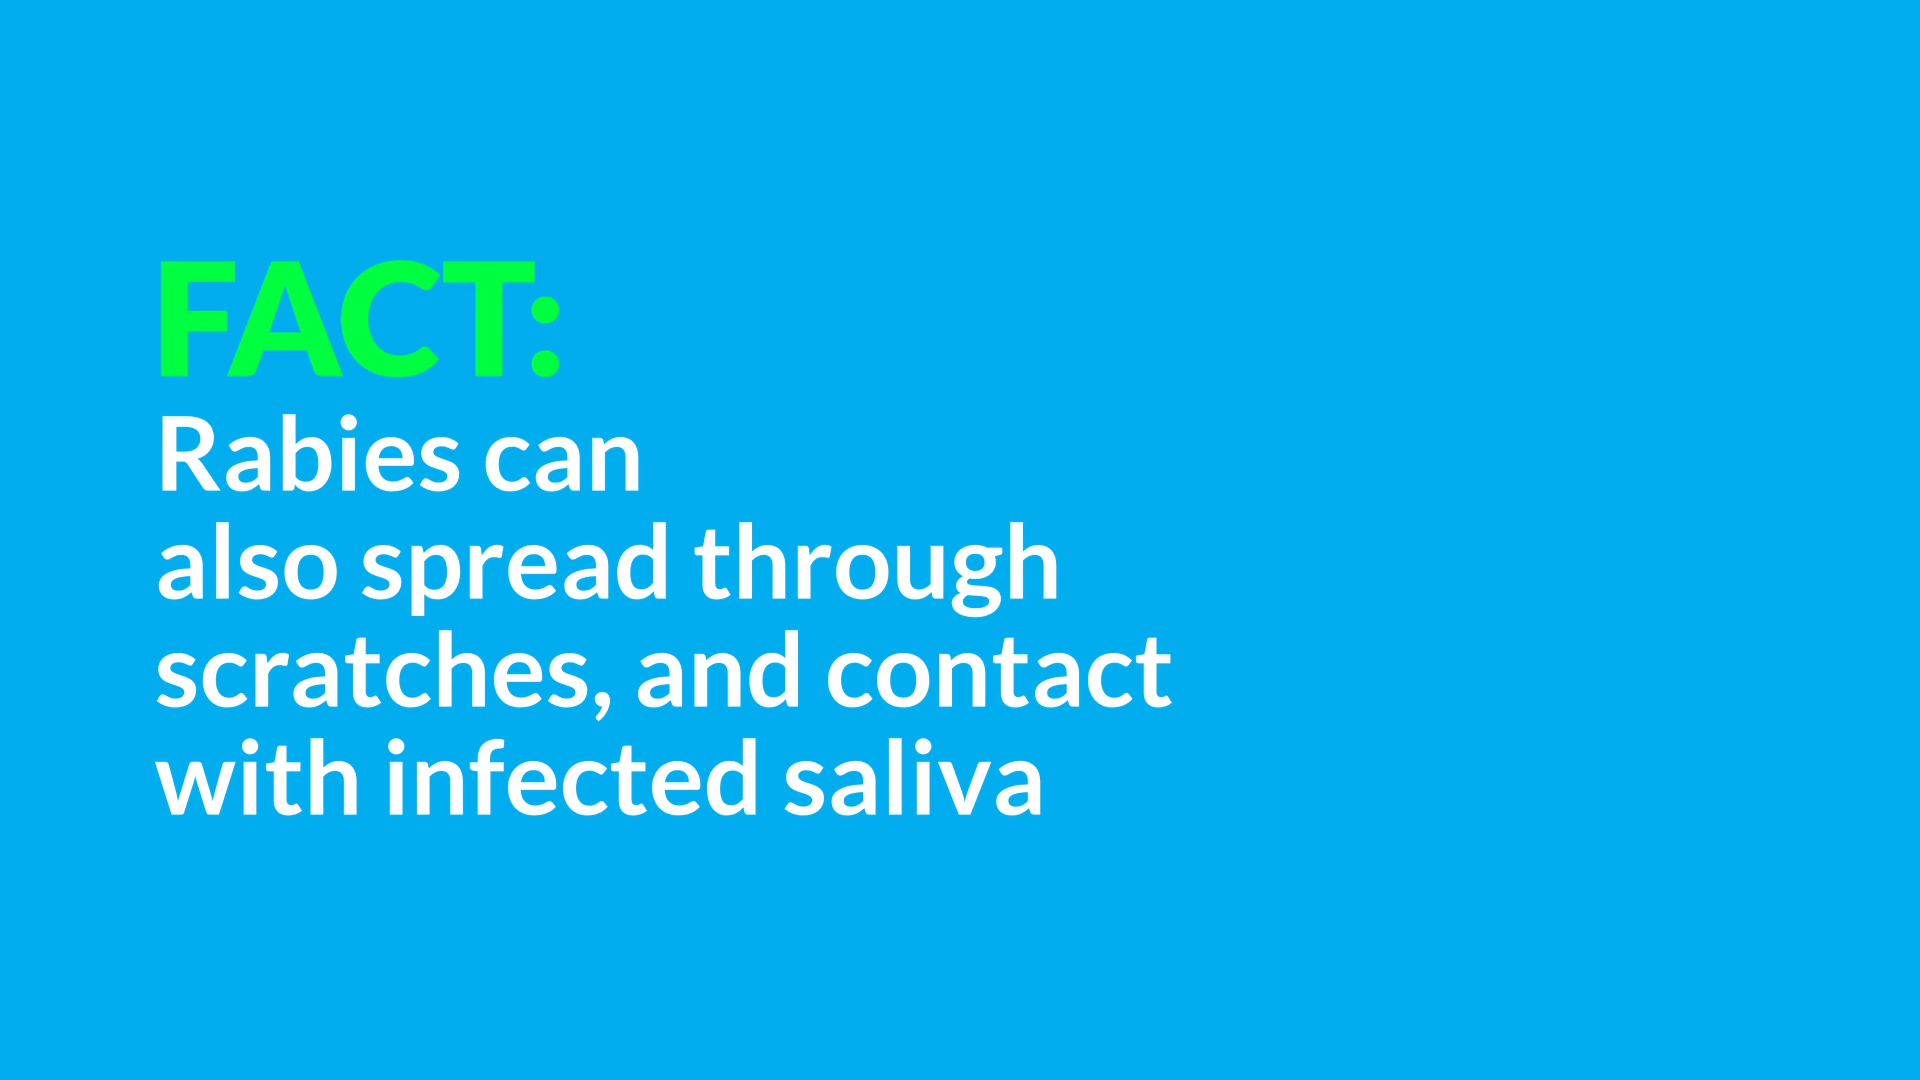 FACT:
Rabies can
also spread through
scratches, and contact
with infected saliva